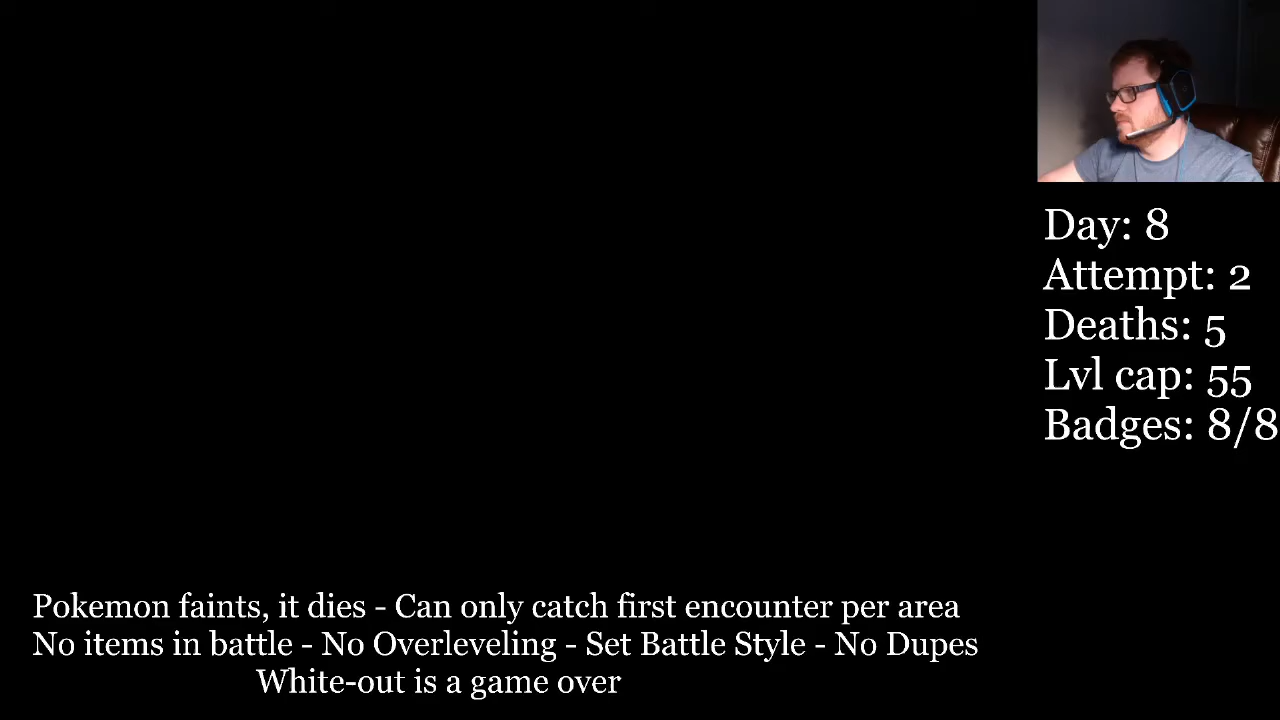 Day: 8
Attempt: 2
Deaths: 5
Lvl cap: 55
Badges: 8/8
Pokemon faints, it dies - Can only catch first encounter per area
No items in battle - No Overleveling - Set Battle Style - No Dupes
White-out is a game over